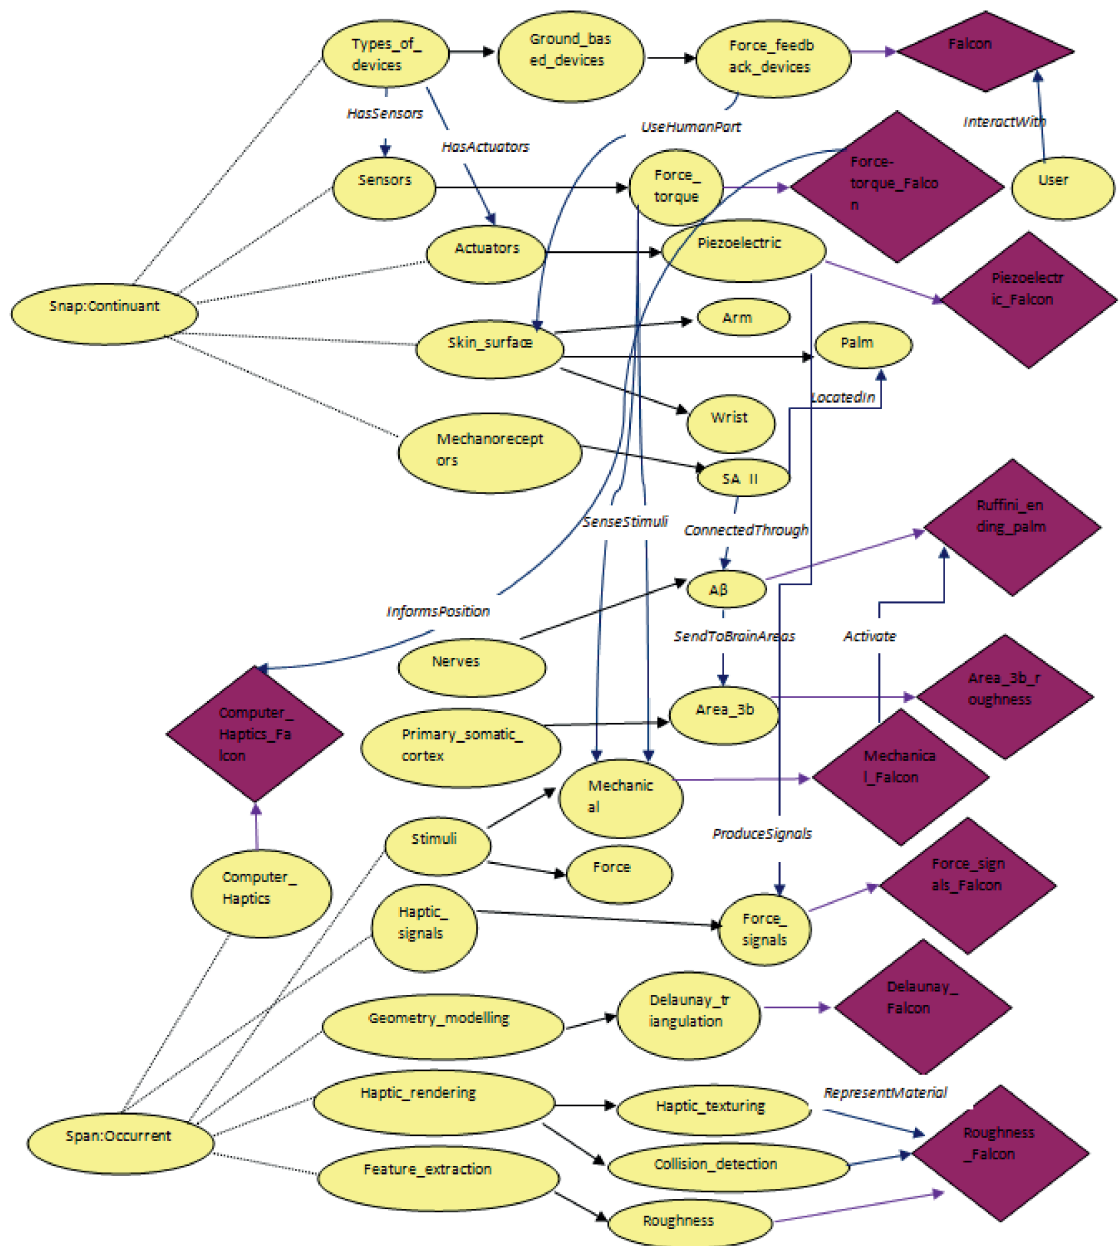 Types_of_
devices
Ground_bas
ed_devices
Force_feedb
ack_devices
Falcon
HasSensors
HasActuators
UseHumanPart
InteractWith
Sensors
Force_
torque
Force-
torque_Falco
n
User
Actuators
Piezoelectric
Piezoelectr
ic_Falcon
Snap:Continuant
Arm
Skin_surface
Palm
LocatedIn
Wrist
Mechanorecept
ors
SA_II
SenseStimuli
ConnectedThrough
Ruffini_en
ding_palm
Aβ
InformsPosition
SendToBrainAreas
Activate
Nerves
Area_3b
Area_3b_r
oughness
Computer_
Haptics_Fa
lcon
Primary_somatic_
cortex
Mechanic
al
Mechanica
l_Falcon
Stimuli
ProduceSignals
Force
Force_sign
als_Falcon
Computer_
Haptics
Haptic_
signals
Force_
signals
Geometry_modelling
Delaunay_tr
iangulation
Delaunay_
Falcon
Haptic_rendering
Haptic_texturing
RepresentMaterial
Span:Occurrent
Roughness
_Falcon
Feature_extraction
Collision_detection
Roughness